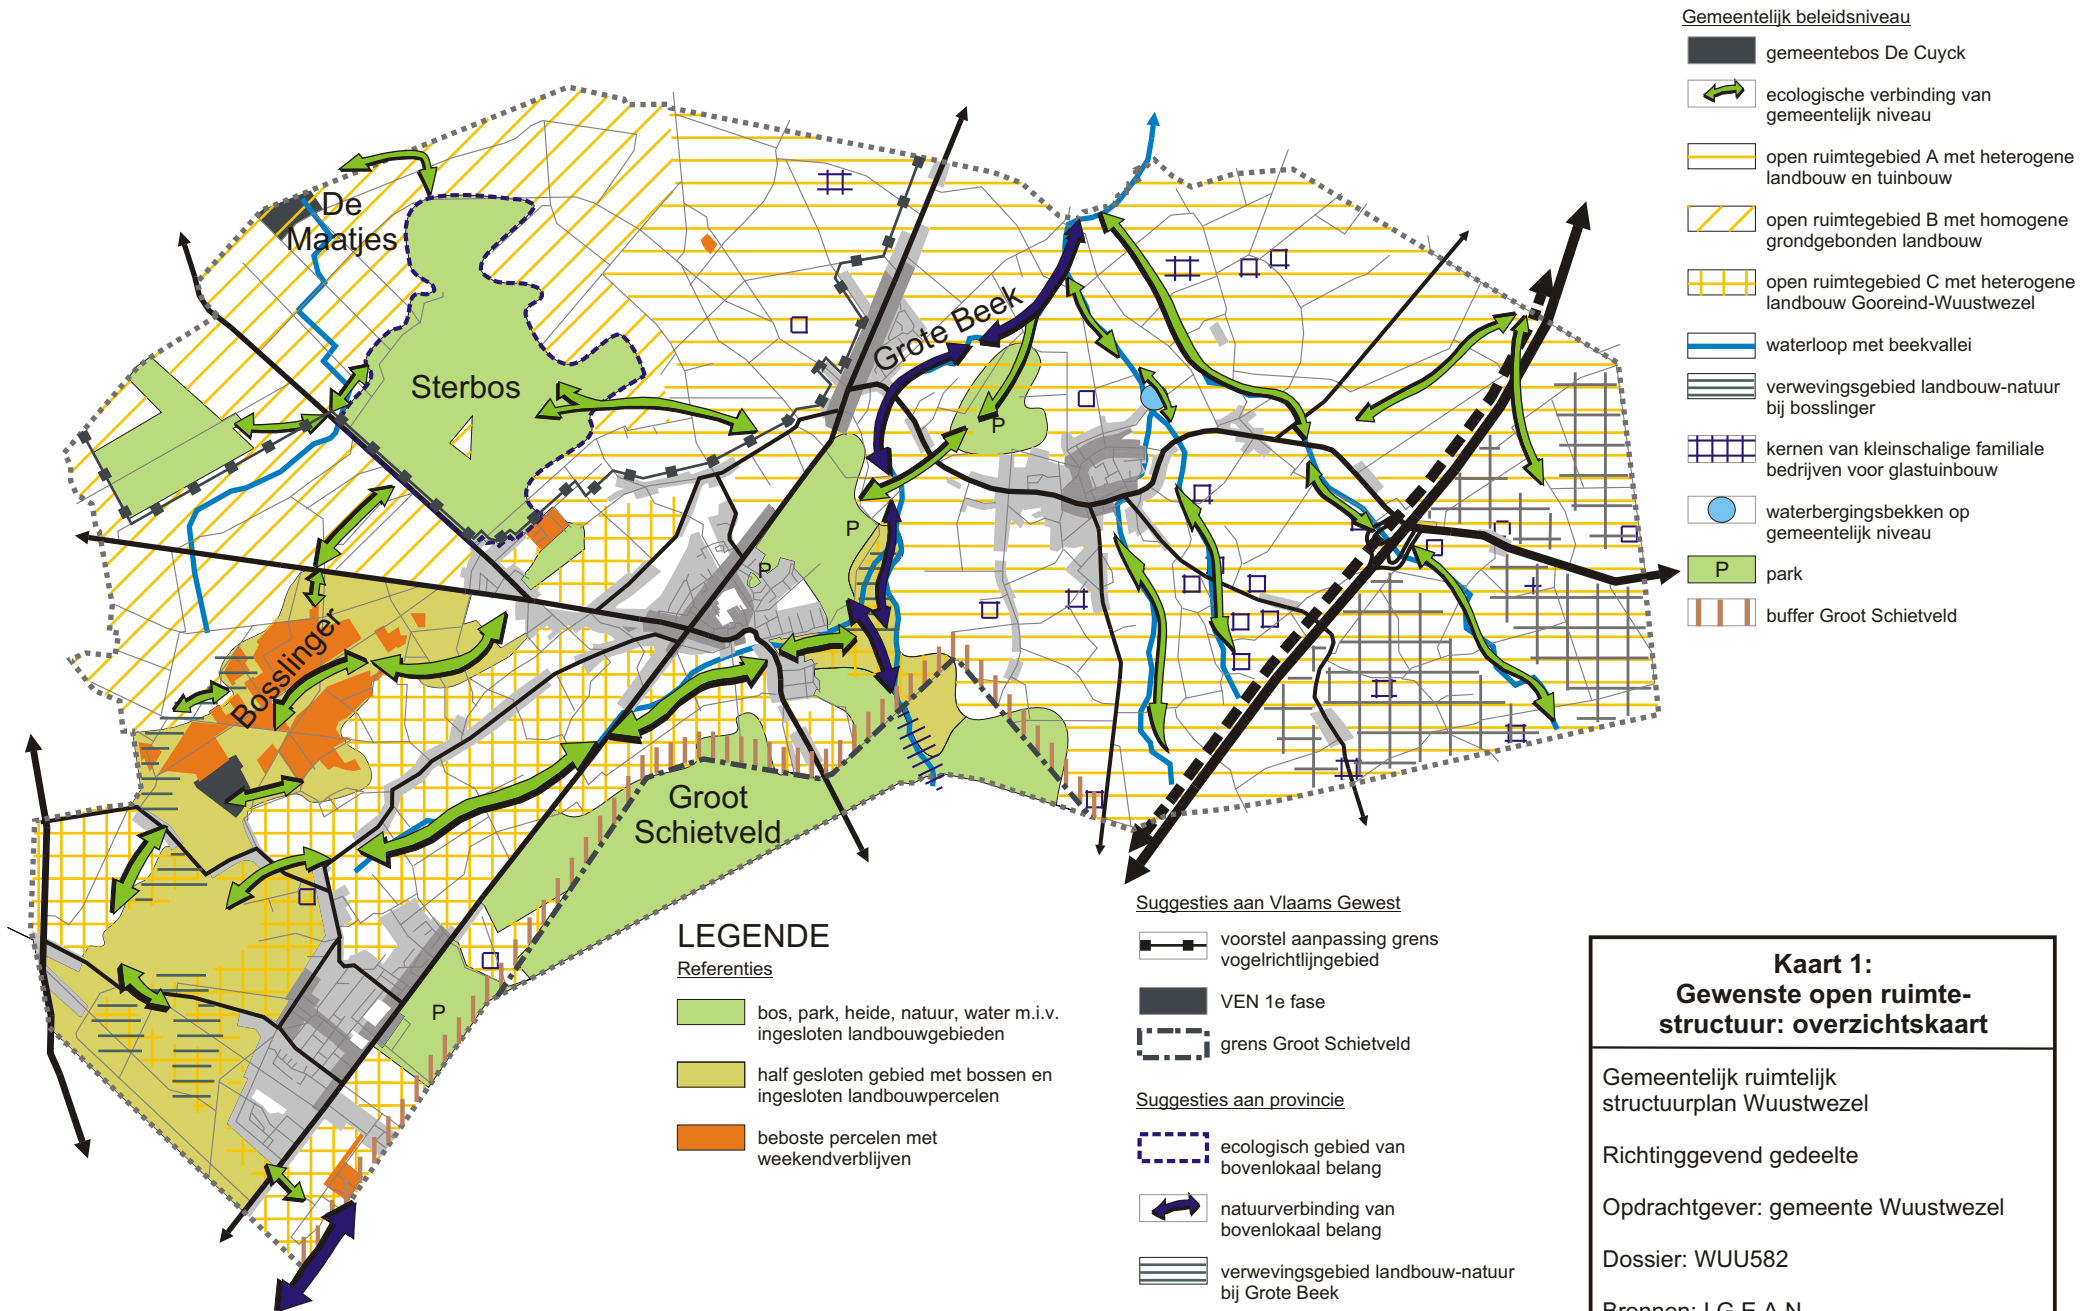 Gemeentelijk beleidsniveau
gemeentebos De Cuyck
ecologische verbinding van
gemeentelijk niveau
open ruimtegebied A met heterogene
landbouw en tuinbouw
open ruimtegebied B met homogene
grondgebonden landbouw
open ruimtegebied C met heterogene
landbouw Gooreind-Wuustwezel
waterloop met beekvallei
verwevingsgebied landbouw-natuur
bij bosslinger
kernen van kleinschalige familiale
bedrijven voor glastuinbouw
waterbergingsbekken op
gemeentelijk niveau
P park
buffer Groot Schietveld
De
Maatjes
Sterbos
Grote Beek
P
P
P
Bosslinger
Groot
Schietveld
P
LEGENDE
Referenties
bos, park, heide, natuur, water m.i.v.
ingesloten landbouwgebieden
half gesloten gebied met bossen en
ingesloten landbouwpercelen
beboste percelen met
weekendverblijven
Suggesties aan Vlaams Gewest
voorstel aanpassing grens
vogelrichtlijngebied
VEN 1e fase
grens Groot Schietveld
Suggesties aan provincie
ecologisch gebied van
bovenlokaal belang
natuurverbinding van
bovenlokaal belang
verwevingsgebied landbouw-natuur
bij Grote Beek
Kaart 1:
Gewenste open ruimte-
structuur: overzichtskaart
Gemeentelijk ruimtelijk
structuurplan Wuustwezel
Richtinggevend gedeelte
Opdrachtgever: gemeente Wuustwezel
Dossier: WUU582
Bronnen: I.G.E.A.N.